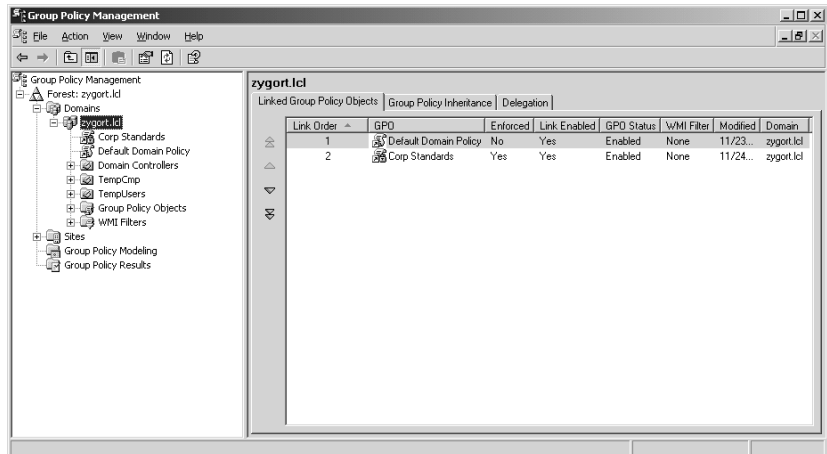 Group Policy Management
File Action View Window Help
Group Policy Management
Forest: zygort.lcl
Domains
zygort.lcl
Corp Standards
Default Domain Policy
Domain Controllers
TempCmp
TempUsers
Group Policy Objects
WMI Filters
Sites
Group Policy Modeling
Group Policy Results
zygort.lcl
Linked Group Policy Objects Group Policy Inheritance Delegation
Link Order GPO Enforced Link Enabled GPO Status WMI Filter Modified Domain
1 Default Domain Policy No Yes Enabled None 11/23... zygort.lcl
2 Corp Standards Yes Yes Enabled None 11/24... zygort.lcl